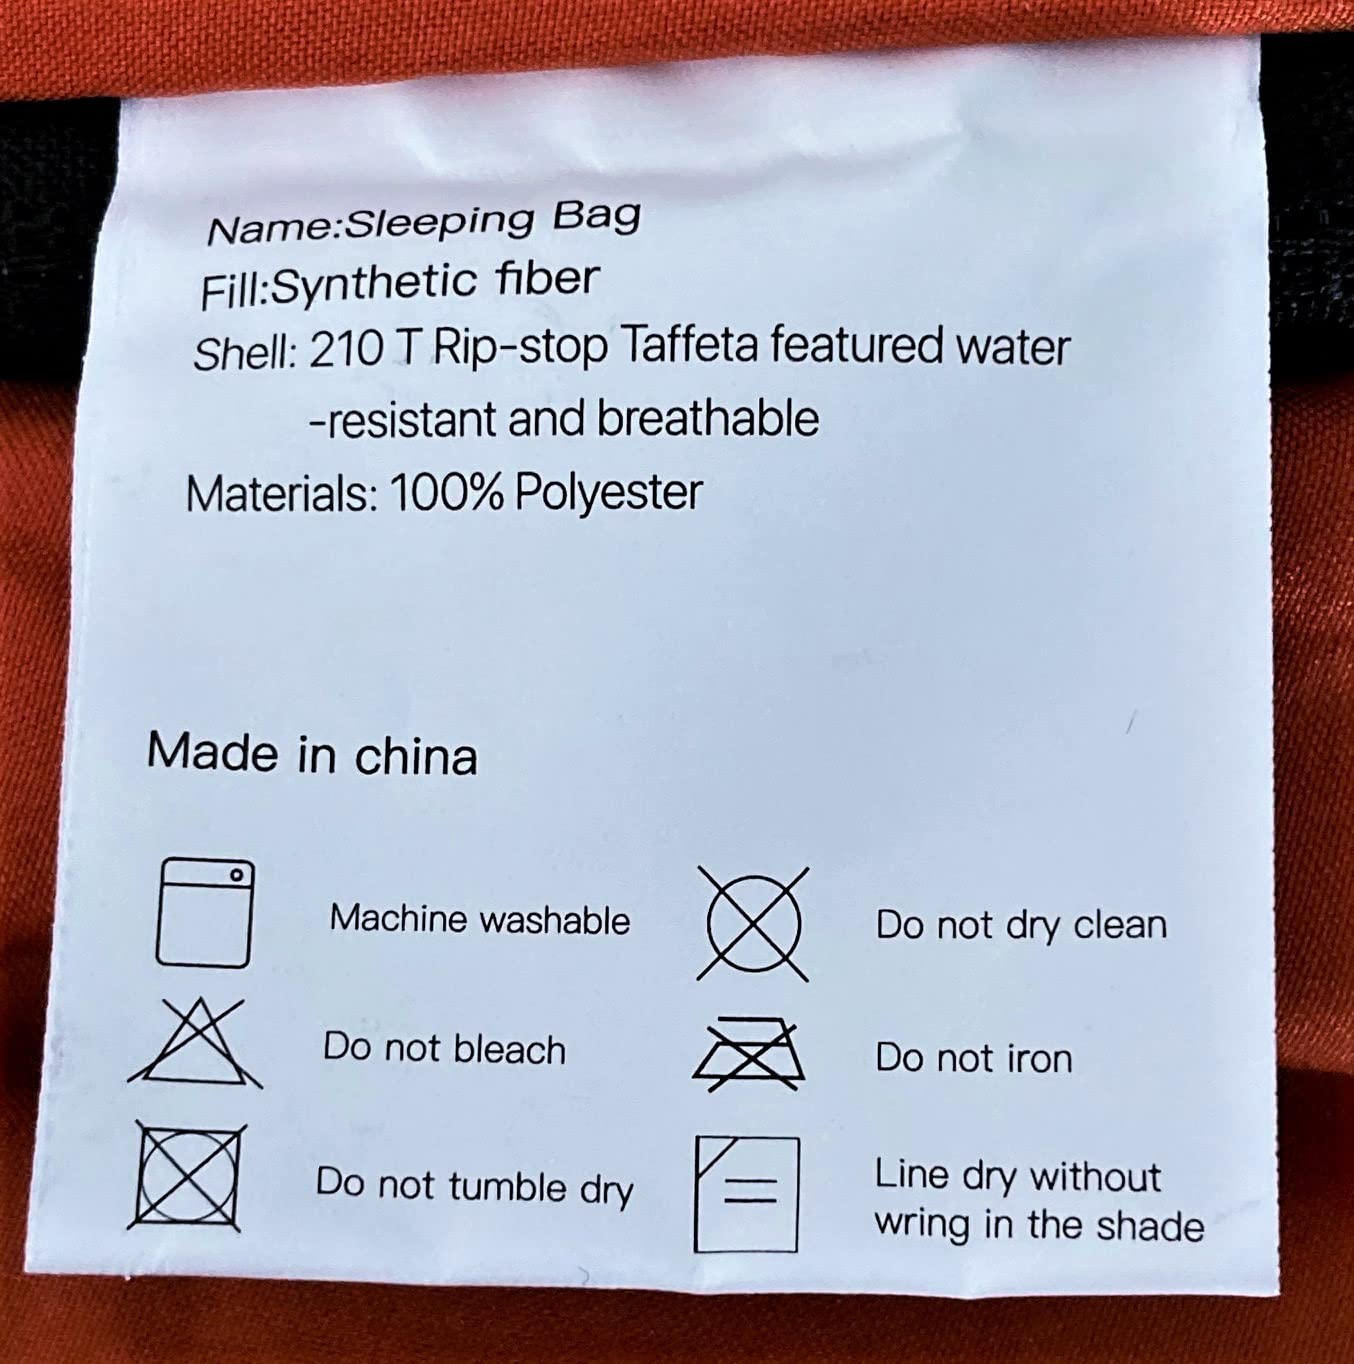 Name:Sleeping Bag
Fill:Synthetic fiber
Shell: 210 T Rip-stop Taffeta featured water
-resistant and breathable
Materials: 100% Polyester
Made in china
Machine washable
Do not dry clean
Do not bleach
Do not iron
Do not tumble dry
Line dry without
wring in the shade